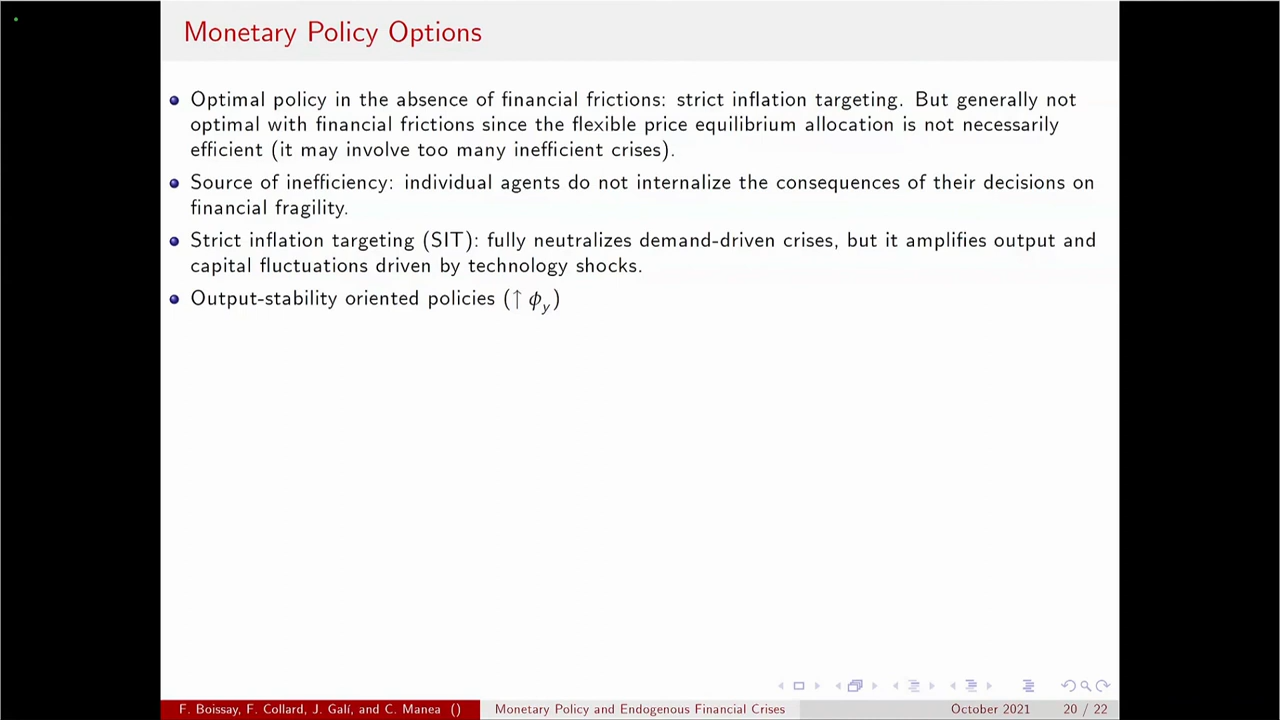 Monetary Policy Options
Optimal policy in the absence of financial frictions: strict inflation targeting. But generally not
optimal with financial frictions since the flexible price equilibrium allocation is not necessarily
efficient (it may involve too many inefficient crises).
Source of inefficiency: individual agents do not internalize the consequences of their decisions on
financial fragility.
Strict inflation targeting (SIT): fully neutralizes demand-driven crises, but it amplifies output and
capital fluctuations driven by technology shocks.
Output-stability oriented policies (↑ ϕy)
F. Boissay, F. Collard, J. Galí, and C. Manea () Monetary Policy and Endogenous Financial Crises October 2021 20 / 22